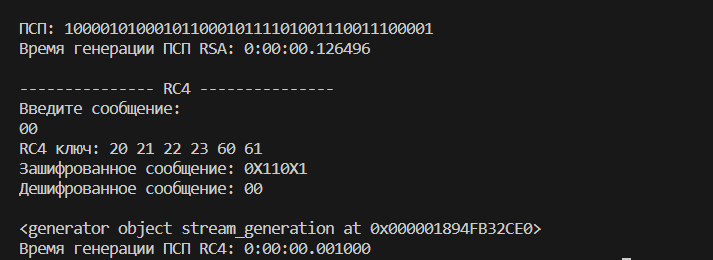 ПСП: 1000010100010110001011110100111001110011100001
Время генерации ПСП RSA: 0:00:00.126496
--------------- RC4 ---------------
Введите сообщение:
00
RC4 ключ: 20 21 22 23 60 61
Зашифрованное сообщение: 0X110X1
Дешифрованное сообщение: 00
<generator object stream_generation at 0x000001894FB32CE0>
Время генерации ПСП RC4: 0:00:00.001000